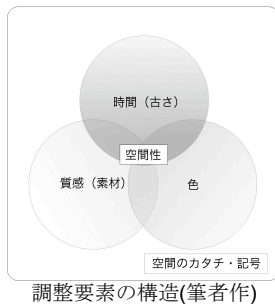 時間（古さ）
空間性
質感（素材）
色
空間のカタチ・記号
調整要素の構造(筆者作)